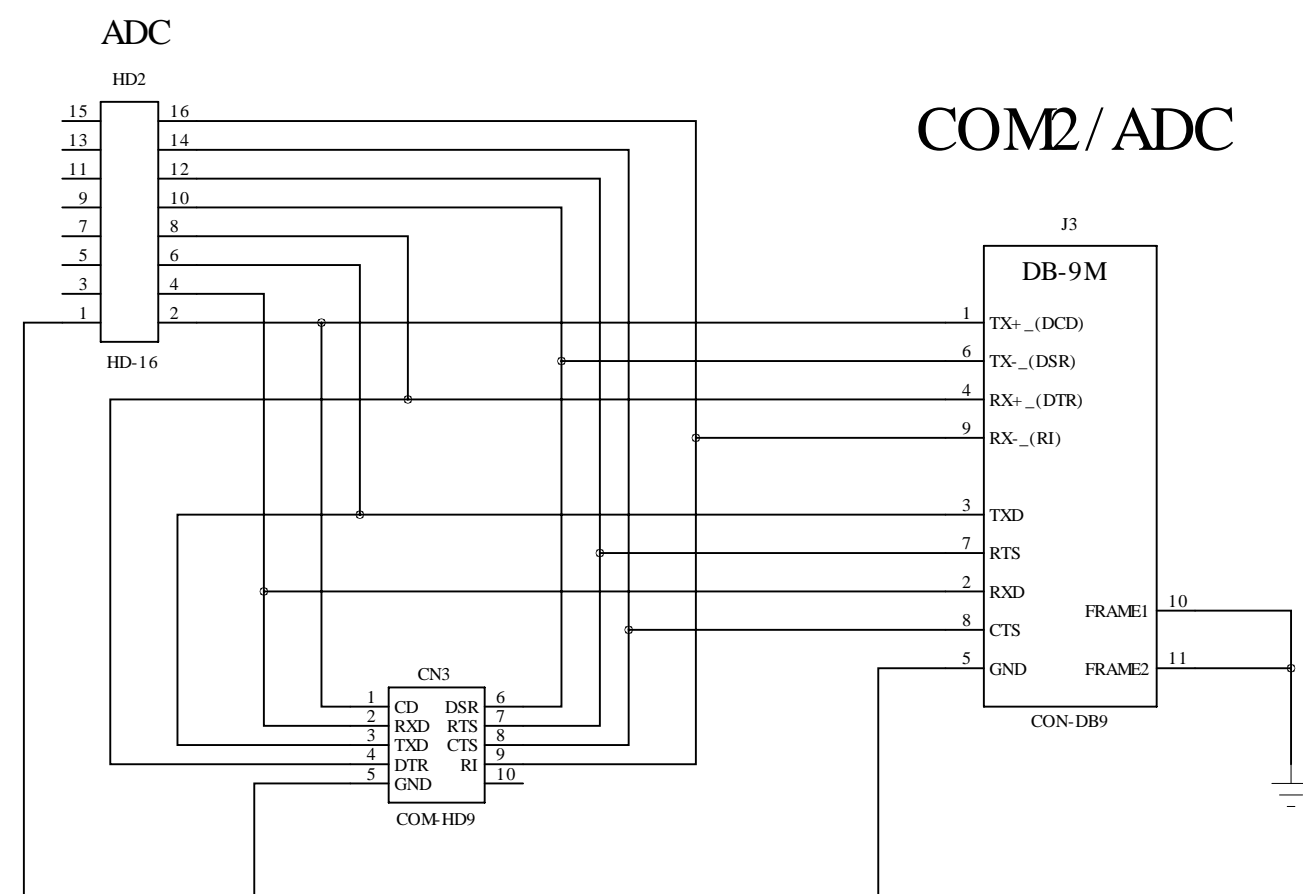 ADC
HD2
15 16
13 14
11 12
9 10
7 8
5 6
3 4
1 2
HD-16
COM2/ADC
J3
DB-9M
1 TX+_(DCD)
6 TX-_(DSR)
4 RX+_(DTR)
9 RX-_(RI)
3 TXD
7 RTS
2 RXD
8 CTS
5 GND
FRAME1 10
FRAME2 11
CON-DB9
CN3
1 CD DSR 6
2 RXD RTS 7
3 TXD CTS 8
4 DTR RI 9
5 GND 10
COM-HD9